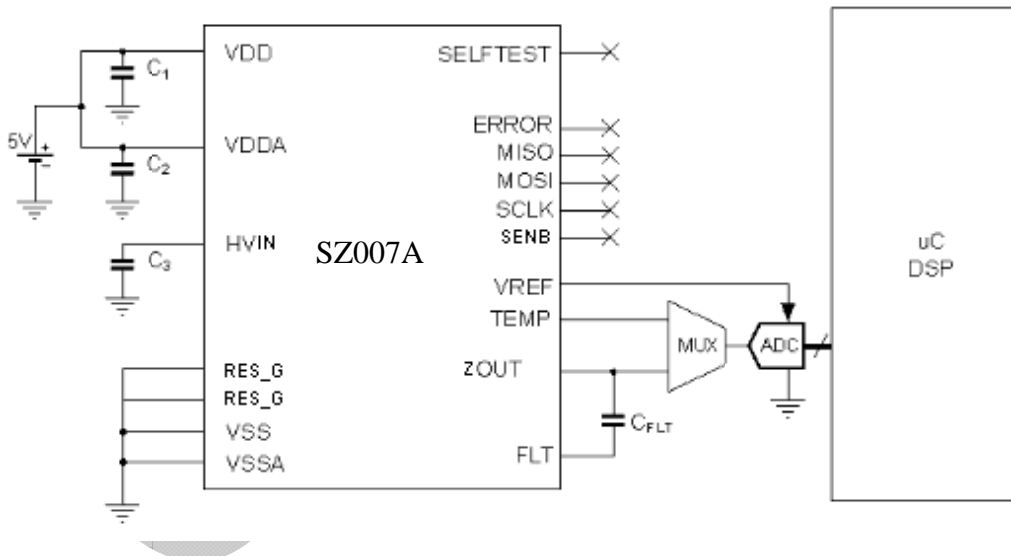 VDD
SELFTEST
C1
ERROR
5V
+
-
VDDA
MISO
C2
MOSI
SCLK
SENB
HVIN
SZ007A
C3
uC
DSP
VREF
TEMP
MUX
ADC
RES_G
ZOUT
RES_G
VSS
CFLT
VSSA
FLT